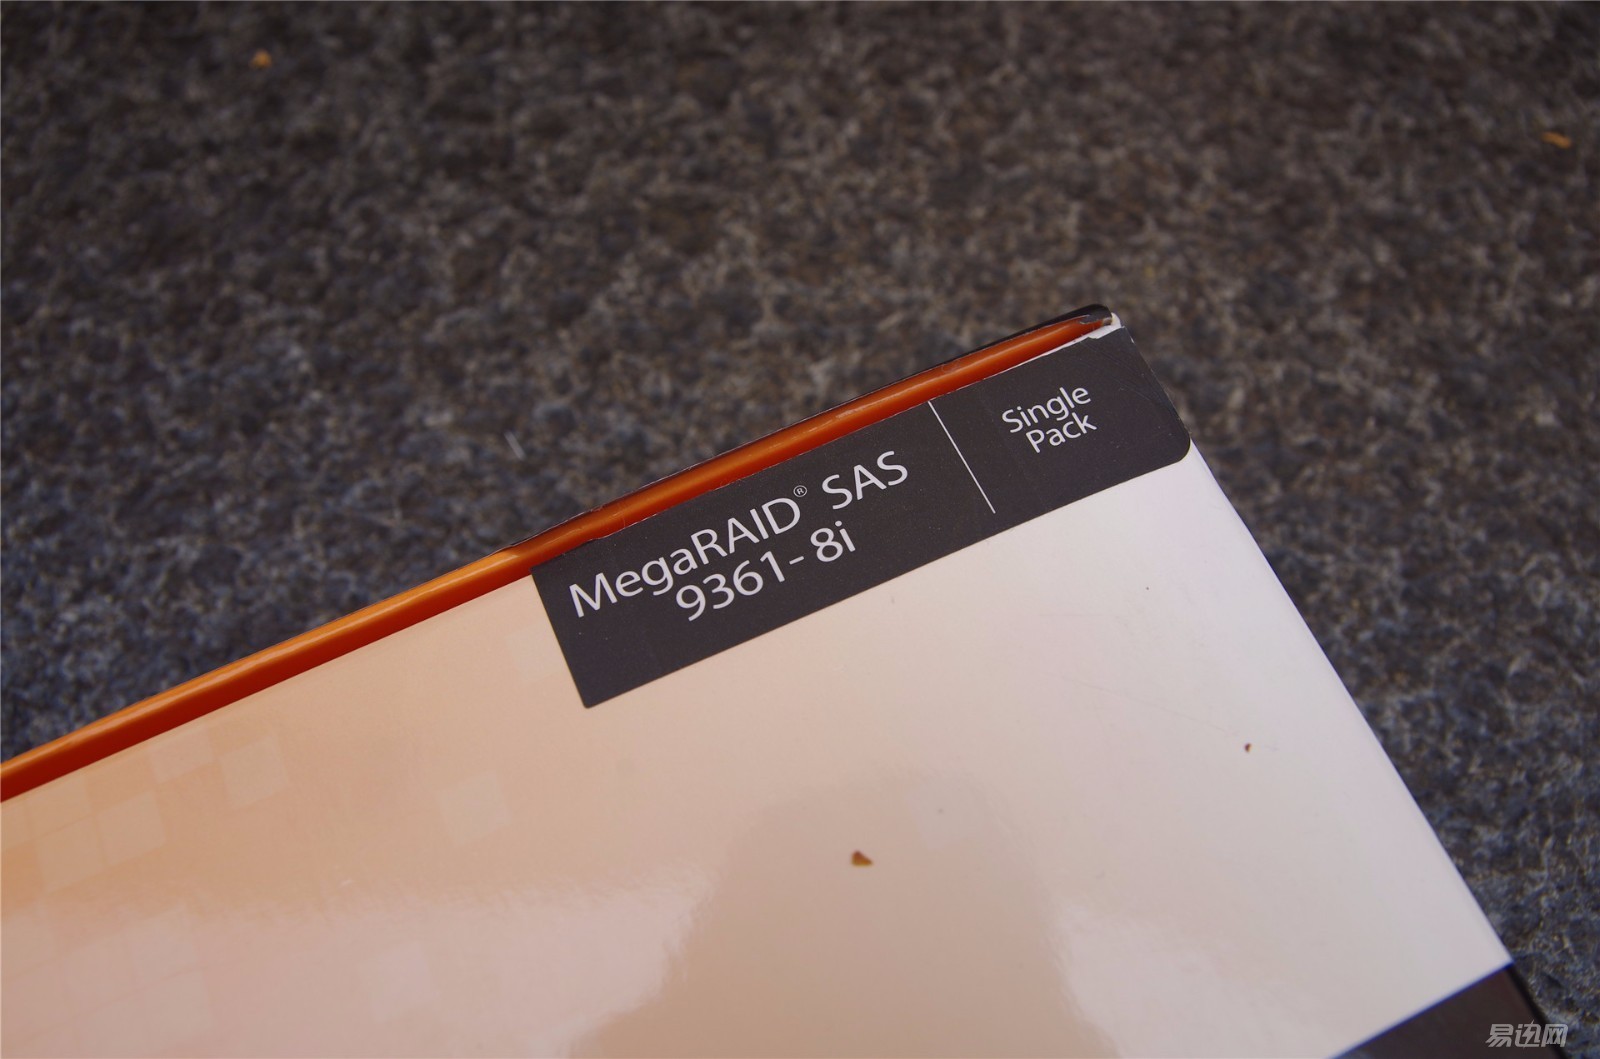 MegaRAID® SAS
9361-8i
Single
Pack
易迅网